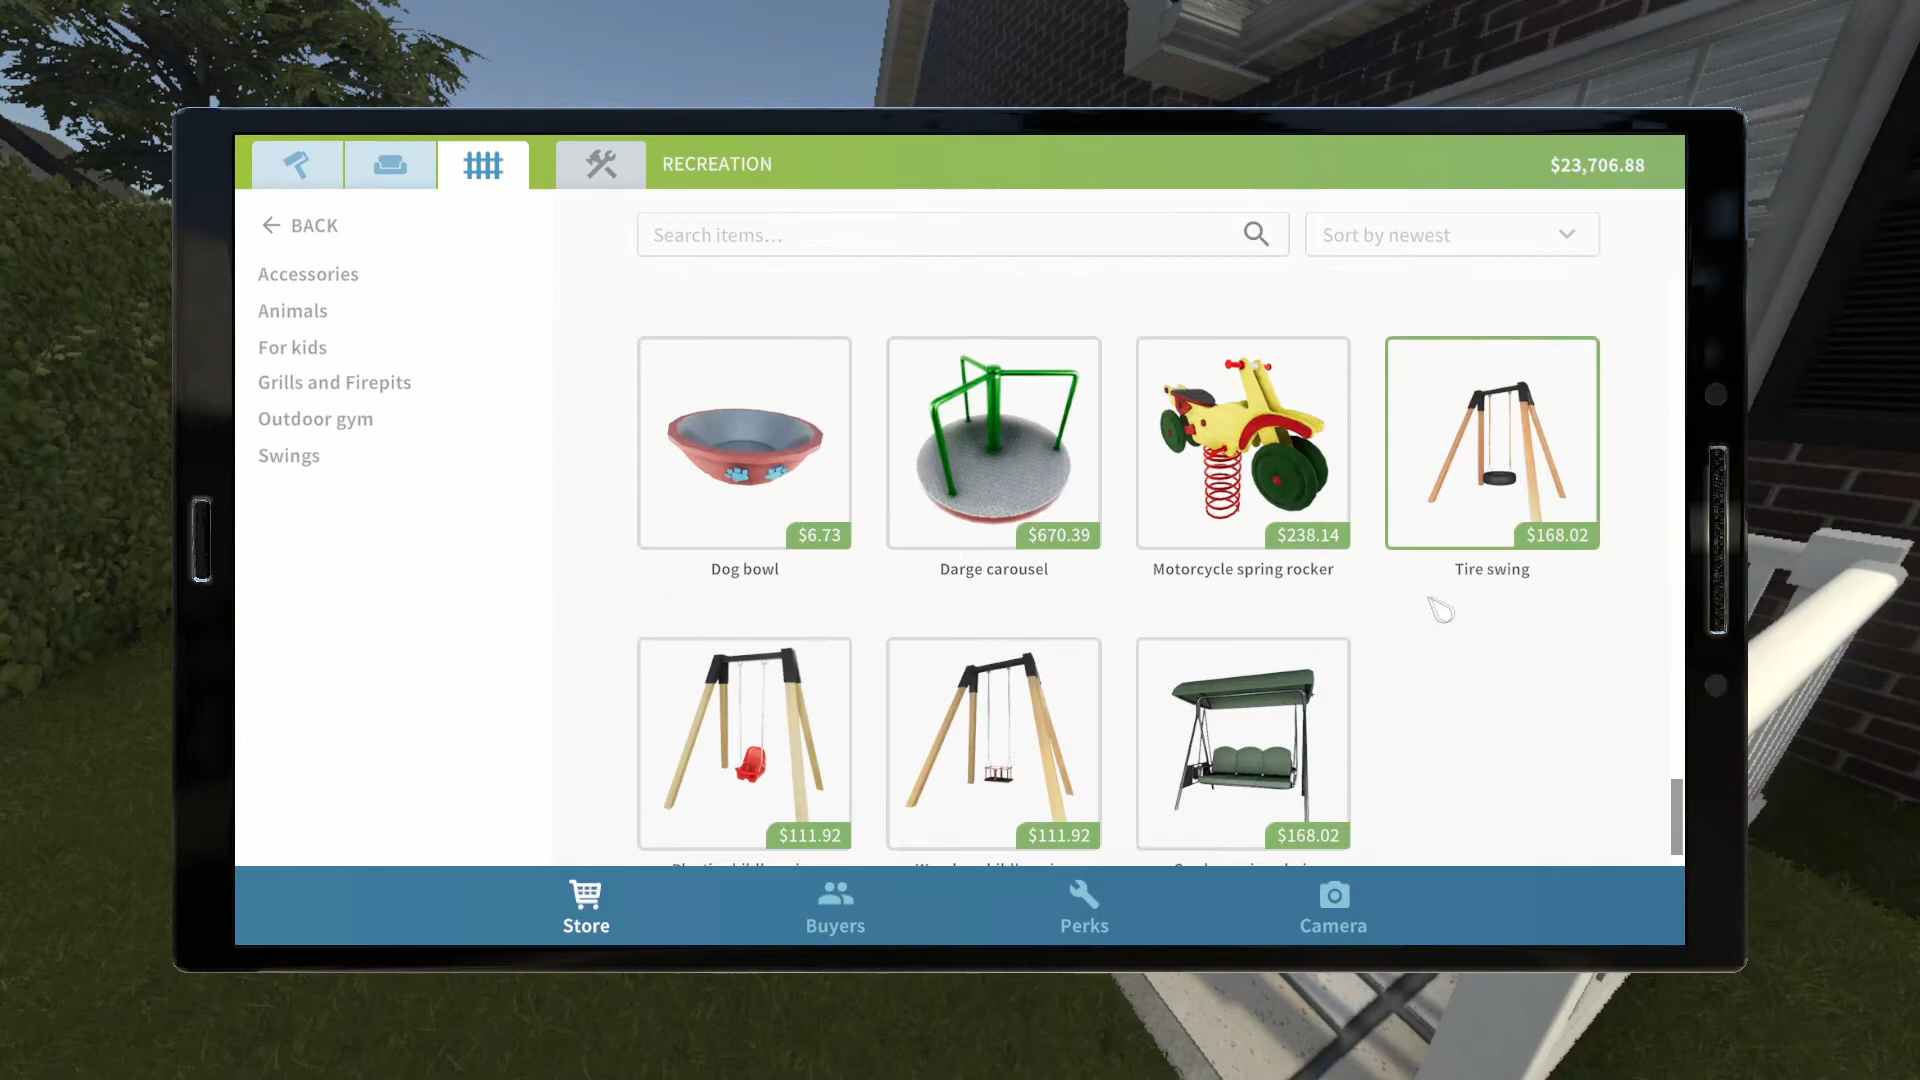 RECREATION
$23,706.88
BACK
Search items...
Sort by newest
Accessories
Animals
For kids
Grills and Firepits
Outdoor gym
Swings
$6.73
$670.39
$238.14
$168.02
Dog bowl
Darge carousel
Motorcycle spring rocker
Tire swing
$111.92
$111.92
$168.02
Store
Buyers
Perks
Camera